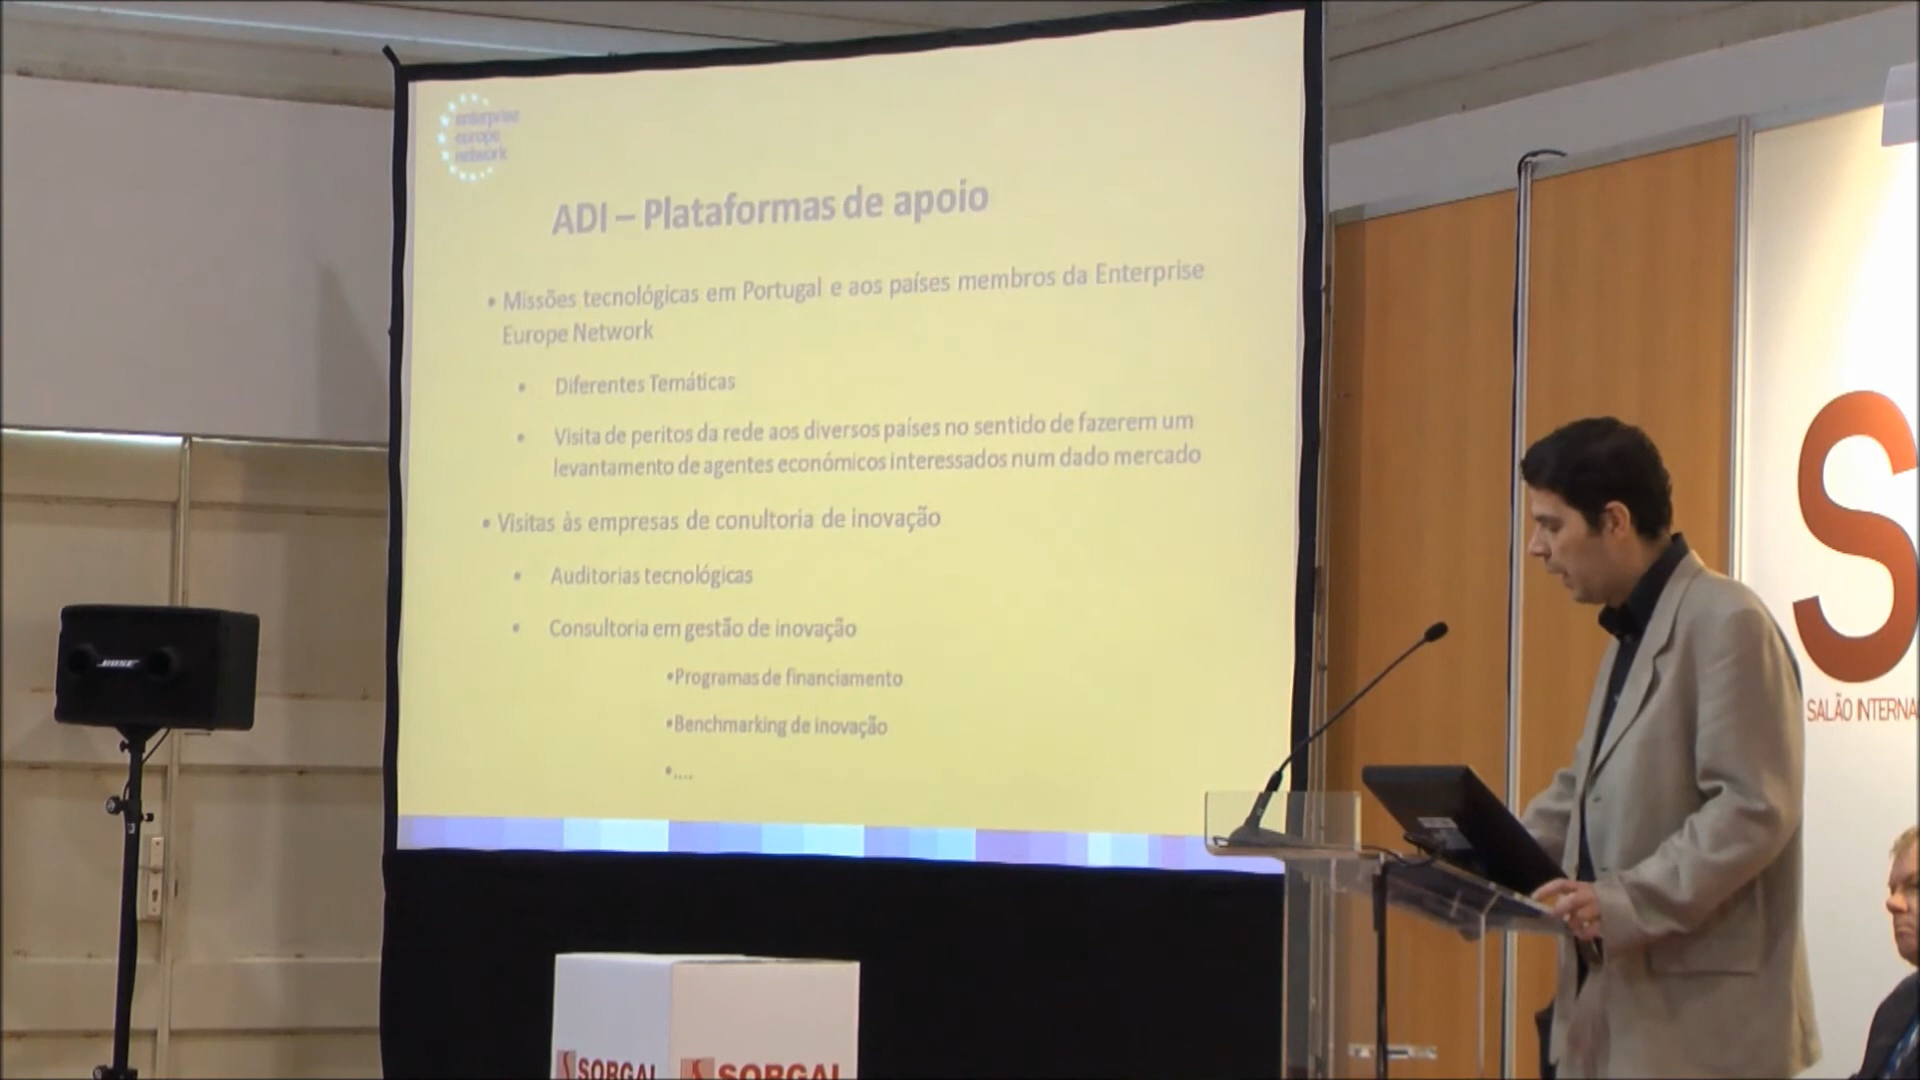 enterprise
europe
network
ADI – Plataformas de apoio
• Missões tecnológicas em Portugal e aos países membros da Enterprise
Europe Network
• Diferentes Temáticas
• Visita de peritos da rede aos diversos países no sentido de fazerem um
levantamento de agentes económicos interessados num dado mercado
• Visitas às empresas de conultoria de inovação
• Auditorias tecnológicas
• Consultoria em gestão de inovação
•Programas de financiamento
•Benchmarking de inovação
•....
BOSE
S
SALÃO INTERNA
SORGAL SORGAL